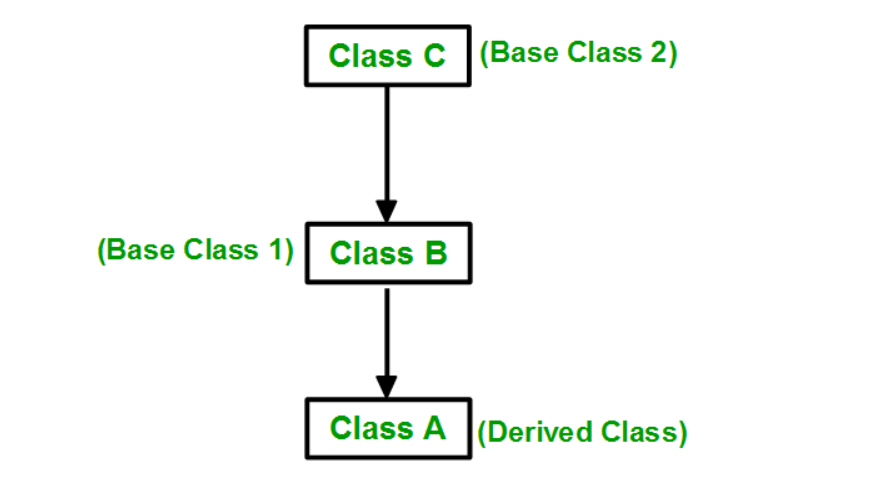 Class C (Base Class 2)
(Base Class 1) Class B
Class A (Derived Class)